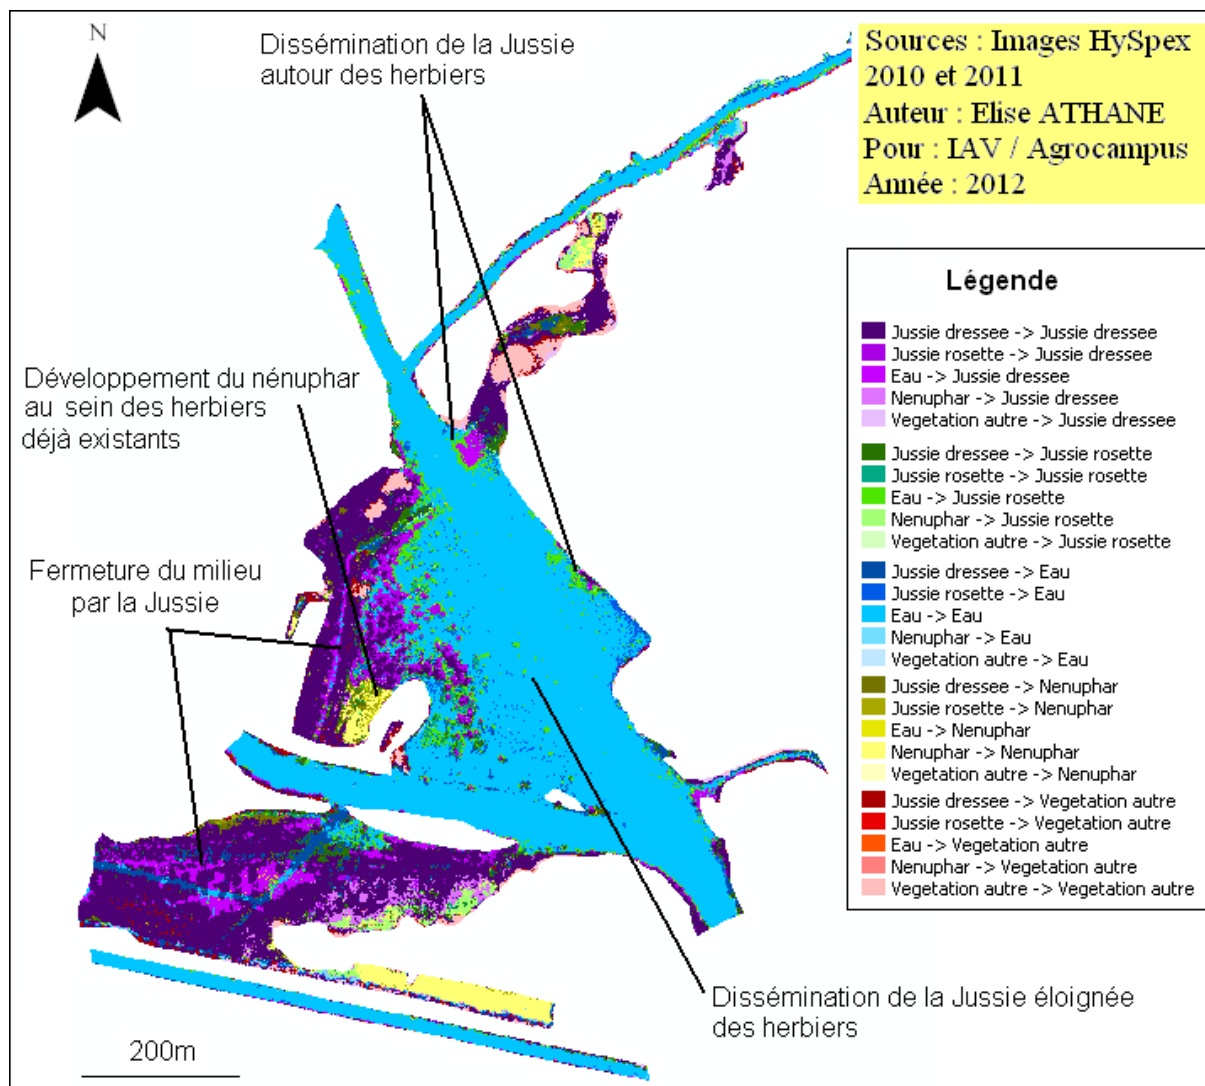 N
Dissémination de la Jussie
autour des herbiers
Sources : Images HySpex
2010 et 2011
Auteur : Elise ATHANE
Pour : IAV / Agrocampus
Année : 2012
Développement du nénuphar
au sein des herbiers
déjà existants
Fermeture du milieu
par la Jussie
Légende
Jussie dressee -> Jussie dressee
Jussie rosette -> Jussie dressee
Eau -> Jussie dressee
Nenuphar -> Jussie dressee
Vegetation autre -> Jussie dressee
Jussie dressee -> Jussie rosette
Jussie rosette -> Jussie rosette
Eau -> Jussie rosette
Nenuphar -> Jussie rosette
Vegetation autre -> Jussie rosette
Jussie dressee -> Eau
Jussie rosette -> Eau
Eau -> Eau
Nenuphar -> Eau
Vegetation autre -> Eau
Jussie dressee -> Nenuphar
Jussie rosette -> Nenuphar
Eau -> Nenuphar
Nenuphar -> Nenuphar
Vegetation autre -> Nenuphar
Jussie dressee -> Vegetation autre
Jussie rosette -> Vegetation autre
Eau -> Vegetation autre
Nenuphar -> Vegetation autre
Vegetation autre -> Vegetation autre
Dissémination de la Jussie éloignée
des herbiers
200m